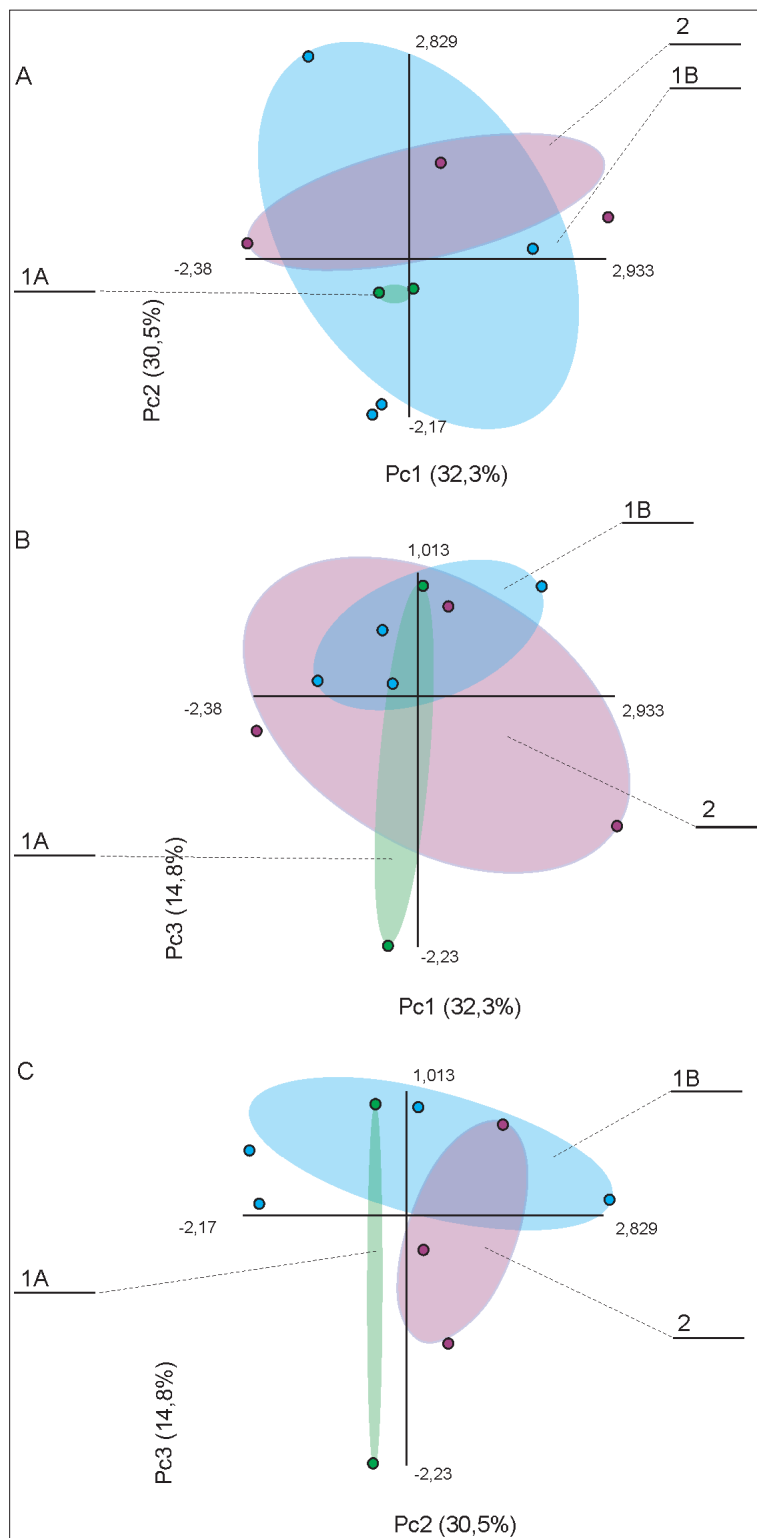 A
2,829
2
1B
-2,38
2,933
1A
Pc2 (30,5%)
-2,17
Pc1 (32,3%)
B
1B
1,013
-2,38
2,933
2
1A
Pc3 (14,8%)
-2,23
Pc1 (32,3%)
C
1,013
1B
-2,17
2,829
1A
2
Pc3 (14,8%)
-2,23
Pc2 (30,5%)